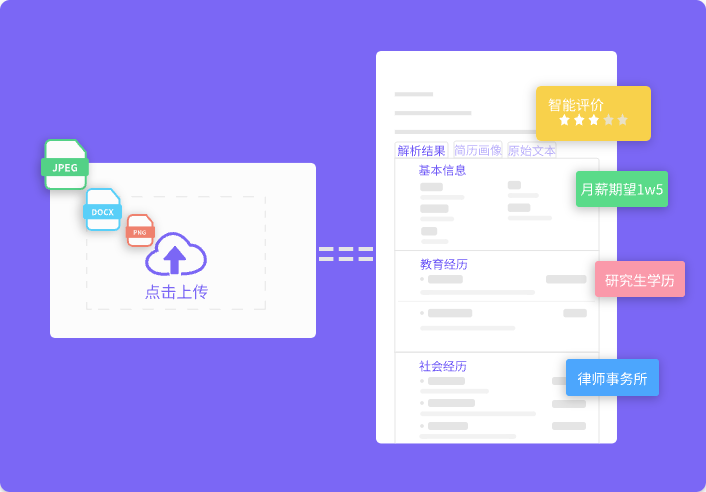 JPEG
DOCX
PNG
点击上传
智能评价
解析结果 简历画像 原始文本
基本信息
月薪期望1w5
教育经历
研究生学历
社会经历
律师事务所